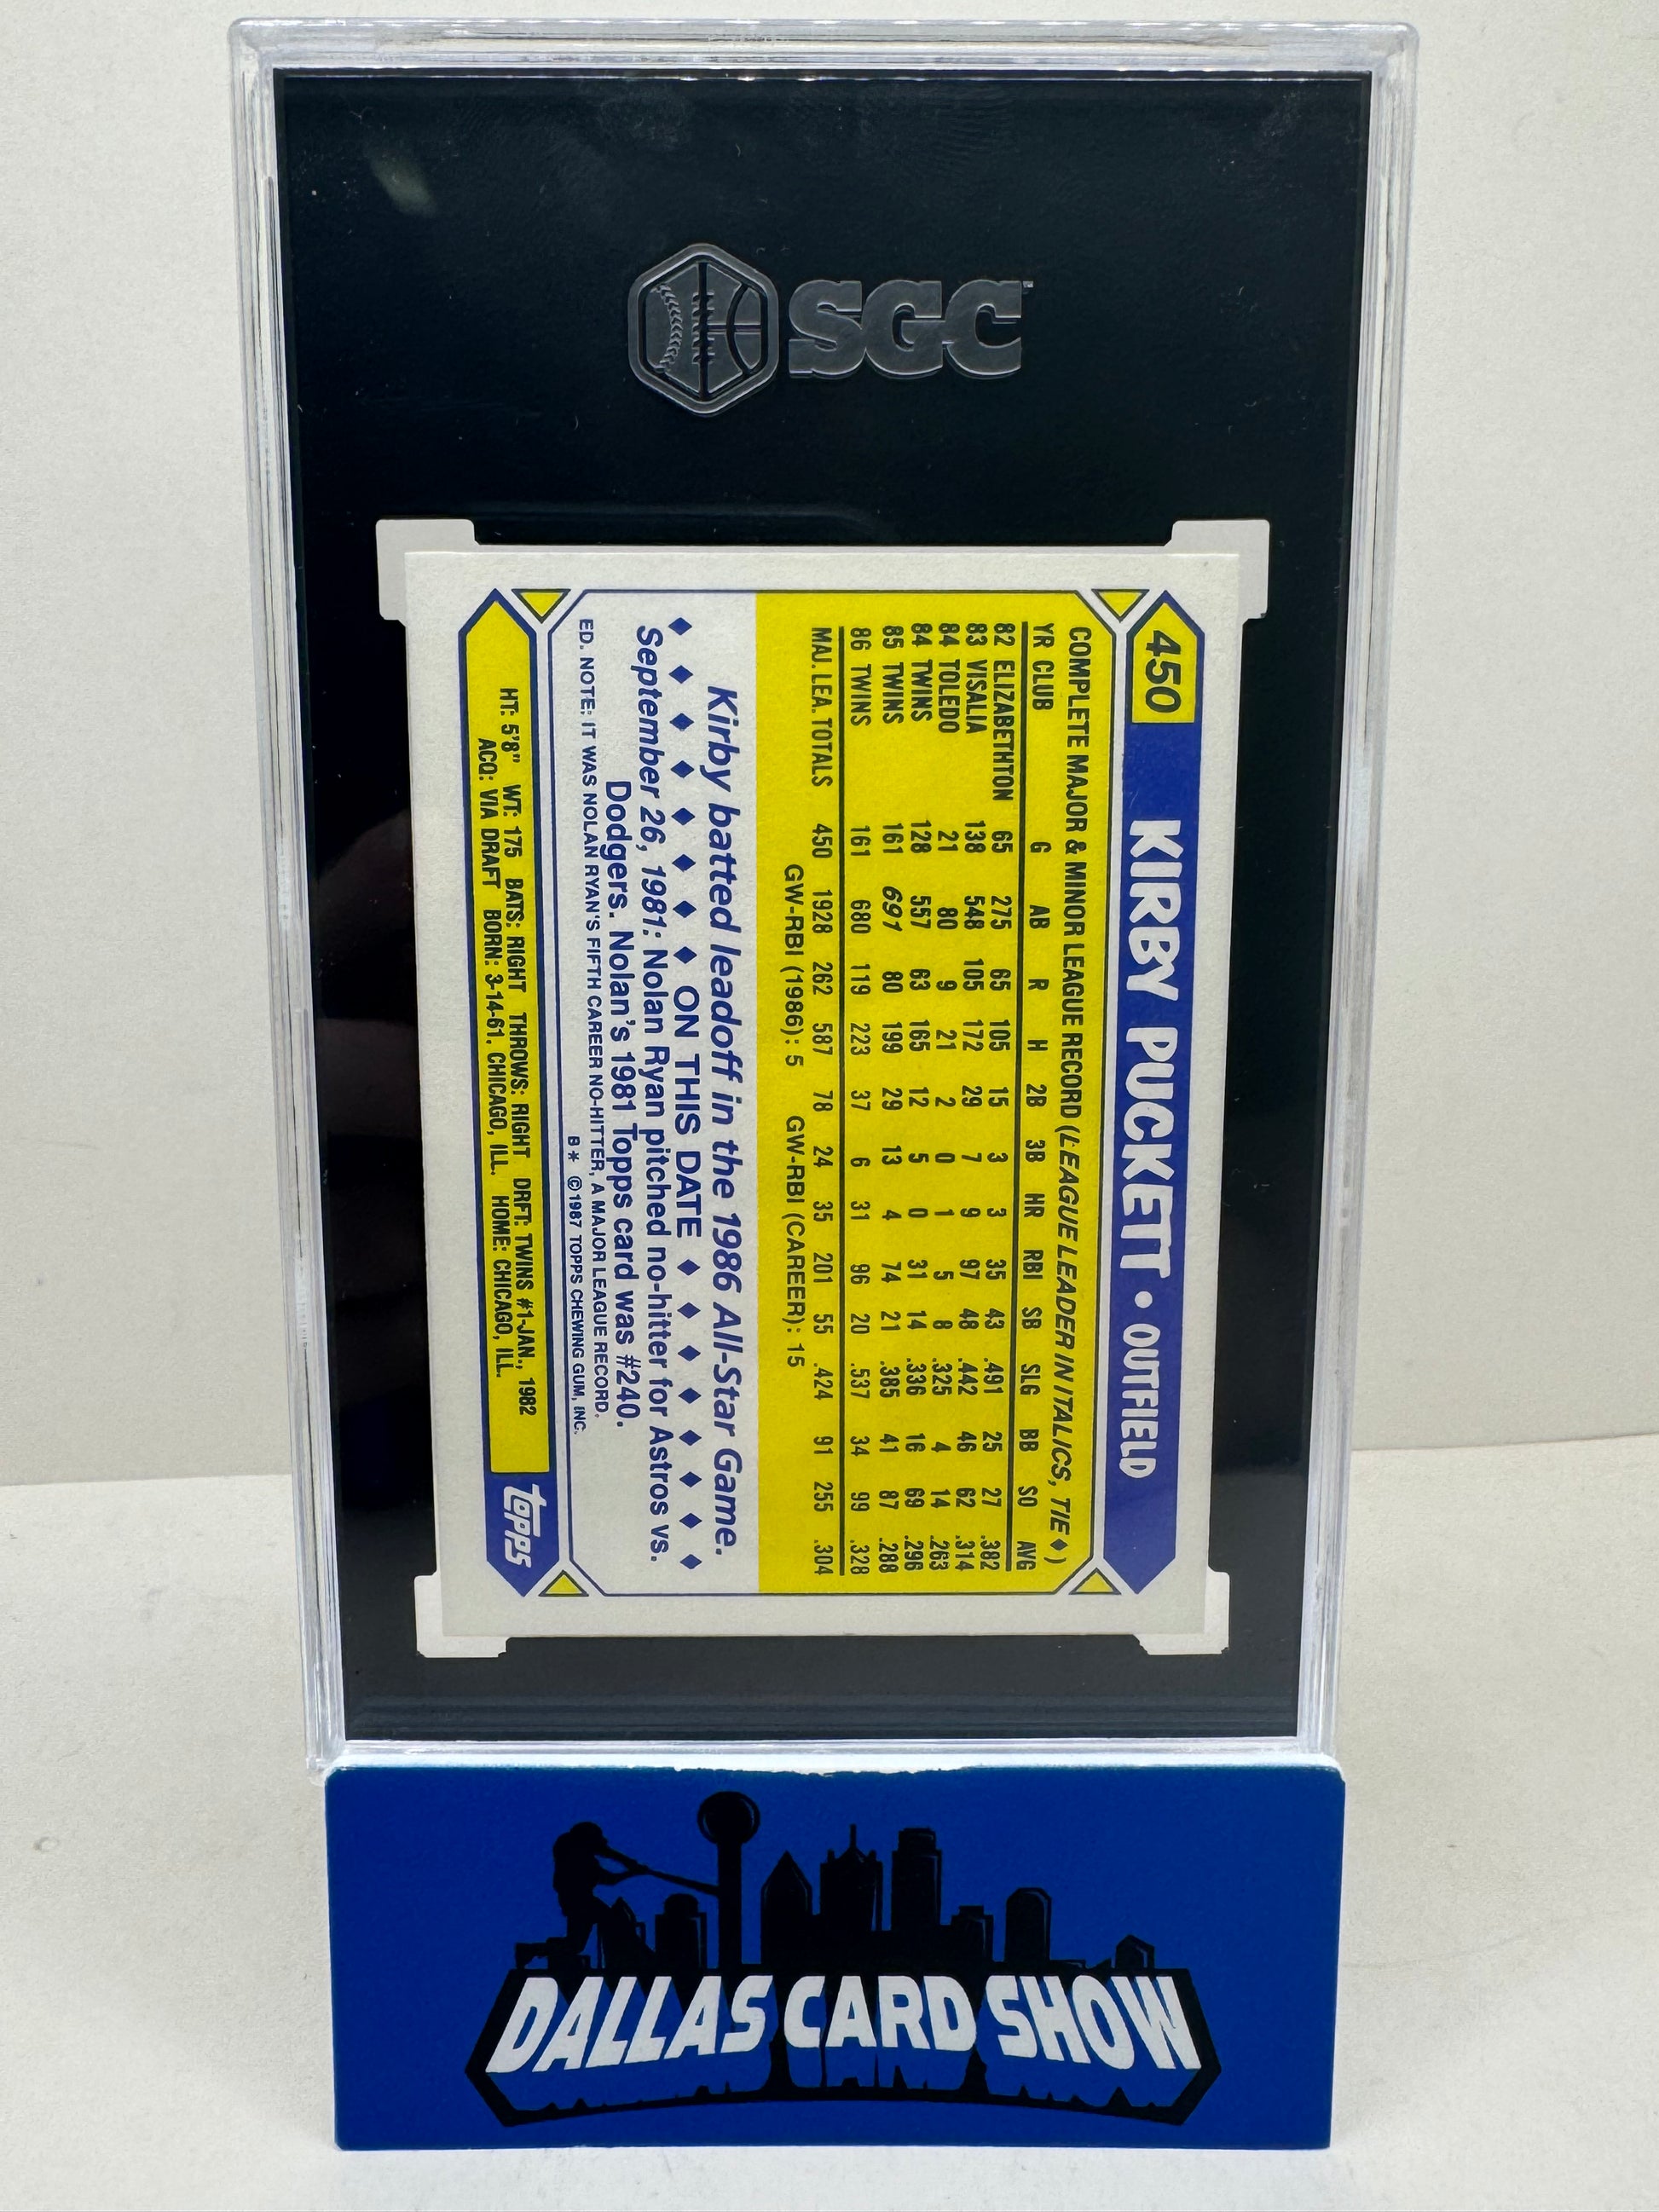 SGC
450 KIRBY PUCKETT • OUTFIELD
COMPLETE MAJOR & MINOR LEAGUE RECORD (LEAGUE LEADER IN ITALICS, TIE ♦)
YR CLUB G AB R H 2B 3B HR RBI SB SLG BB SO AVG
82 ELIZABETHTON 65 275 65 105 15 3 3 35 43 .491 25 27 .382
83 VISALIA 138 548 105 172 29 7 9 97 48 .442 46 62 .314
84 TOLEDO 21 80 9 21 2 0 1 5 8 .325 4 14 .263
84 TWINS 128 557 63 165 12 5 0 31 14 .336 16 69 .296
85 TWINS 161 691 80 199 29 13 4 74 21 .385 41 87 .288
86 TWINS 161 680 119 223 37 6 31 96 20 .537 34 99 .328
MAJ. LEA. TOTALS 450 1928 262 587 78 24 35 201 55 .424 91 255 .304
GW-RBI (1986): 5 GW-RBI (CAREER): 15
Kirby batted leadoff in the 1986 All-Star Game.
♦ ♦ ♦ ♦ ♦ ♦ ♦ ♦ ON THIS DATE ♦ ♦ ♦ ♦ ♦ ♦ ♦ ♦
September 26, 1981: Nolan Ryan pitched no-hitter for Astros vs.
Dodgers. Nolan's 1981 Topps card was #240.
ED. NOTE: IT WAS NOLAN RYAN'S FIFTH CAREER NO-HITTER, A MAJOR LEAGUE RECORD.
B* ©1987 TOPPS CHEWING GUM, INC.
HT: 5'8" WT: 175 BATS: RIGHT THROWS: RIGHT DRFT: TWINS #1-JAN., 1982
ACQ: VIA DRAFT BORN: 3-14-61, CHICAGO, ILL. HOME: CHICAGO, ILL.
topps
DALLAS CARD SHOW